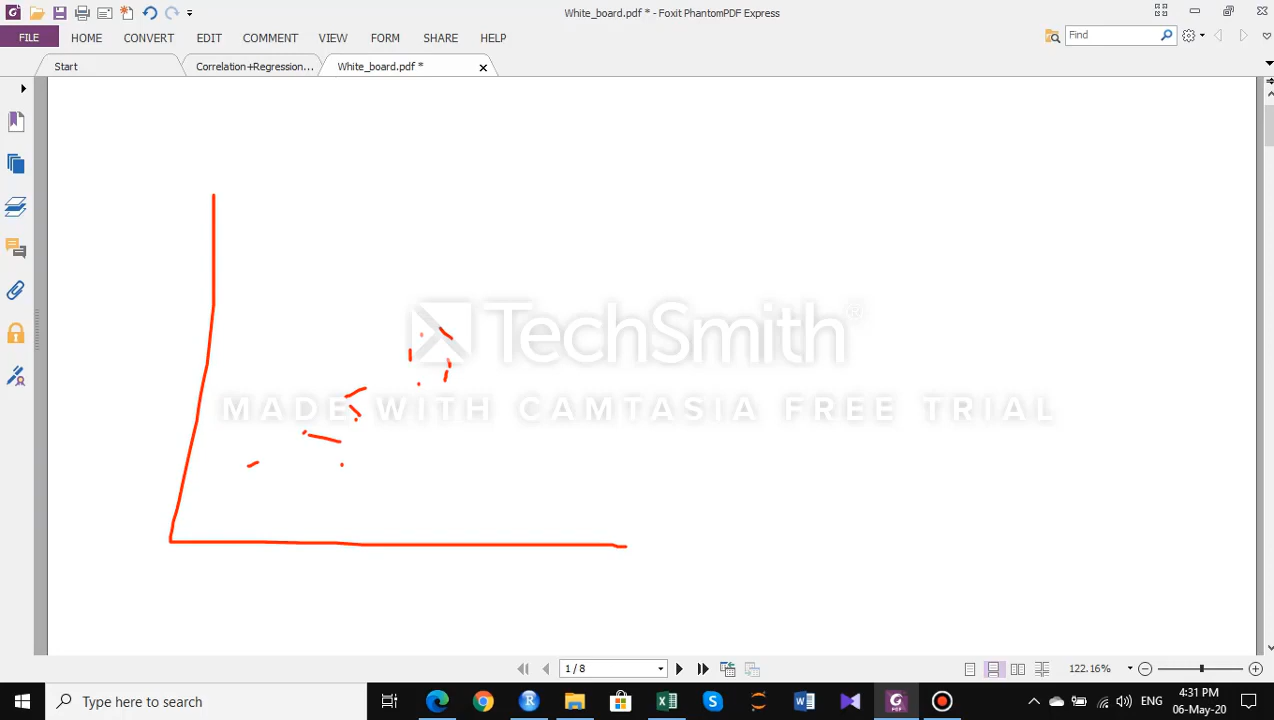 White_board.pdf * - Foxit PhantomPDF Express
FILE HOME CONVERT EDIT COMMENT VIEW FORM SHARE HELP
Find
Start Correlation+Regression... White_board.pdf *
TechSmith®
MADE WITH CAMTASIA FREE TRIAL
1 / 8
122.16%
Type here to search
ENG
4:31 PM
06-May-20